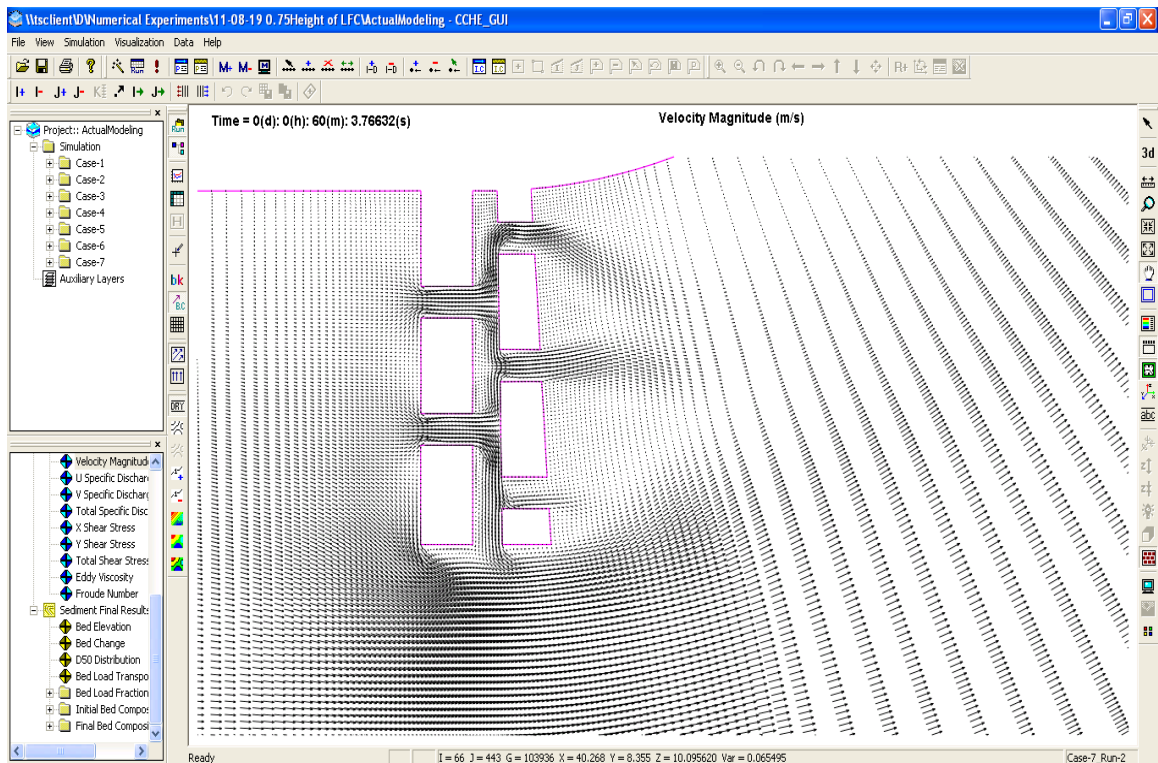 \\tsclient\D\Numerical Experiments\11-08-19 0.75Height of LFC\ActualModeling - CCHE_GUI
File View Simulation Visualization Data Help
Run
M+ M- M
I.C I.C
R+
I+ I- J+ J-
Project:: ActualModeling
Simulation
Case-1
Case-2
Case-3
Case-4
Case-5
Case-6
Case-7
Auxiliary Layers
Velocity Magnitud
U Specific Dischar
V Specific Discharg
Total Specific Disc
X Shear Stress
Y Shear Stress
Total Shear Stress
Eddy Viscosity
Froude Number
Sediment Final Results
Bed Elevation
Bed Change
D50 Distribution
Bed Load Transpo
Bed Load Fraction
Initial Bed Compos
Final Bed Composi
Run
bk
B.C
DRY
Time = 0(d): 0(h): 60(m): 3.76632(s)
Velocity Magnitude (m/s)
3d
abc
Ready
I = 66 J = 443 G = 103936 X = 40.268 Y = 8.355 Z = 10.095620 Var = 0.065495
Case-7 Run-2